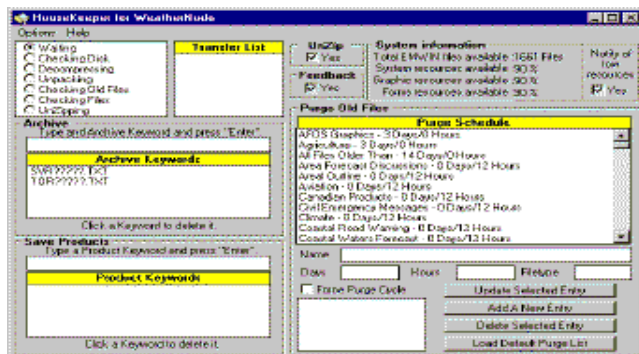 HouseKeeper for WeatherNode
Options Help
Waiting
Checking Disk
Decompressing
Unpacking
Checking Old Files
Checking Files
UnZipping
Transfer List
UnZip
Yes
Feedback
Yes
System information
Total EMWIN files available :1661 Files
System resources available :90 %
Graphic resources available :90 %
Form resources available :90 %
Notify of low resources
Yes
Archive
Type and Archive Keyword and press "Enter".
Archive Keywords
SVR?????.TXT
TOR?????.TXT
Click a Keyword to delete it.
Save Products
Type a Product Keyword and press "Enter".
Product Keywords
Click a Keyword to delete it.
Purge Old Files
Purge Schedule
AFOS Graphics - 3 Days/0 Hours
Agriculture - 3 Days/0 Hours
All Files Older Than - 14 Days/0 Hours
Area Forecast Discussions - 0 Days/12 Hours
Areal Outline - 0 Days/12 Hours
Aviation - 0 Days/12 Hours
Canadian Products - 0 Days/12 Hours
Civil Emergency Messages - 0 Days/12 Hours
Climate - 0 Days/12 Hours
Coastal Flood Warning - 0 Days/12 Hours
Coastal Waters Forecast - 0 Days/12 Hours
Name
Days Hours Filetype
Force Purge Cycle
Update Selected Entry
Add A New Entry
Delete Selected Entry
Load Default Purge List